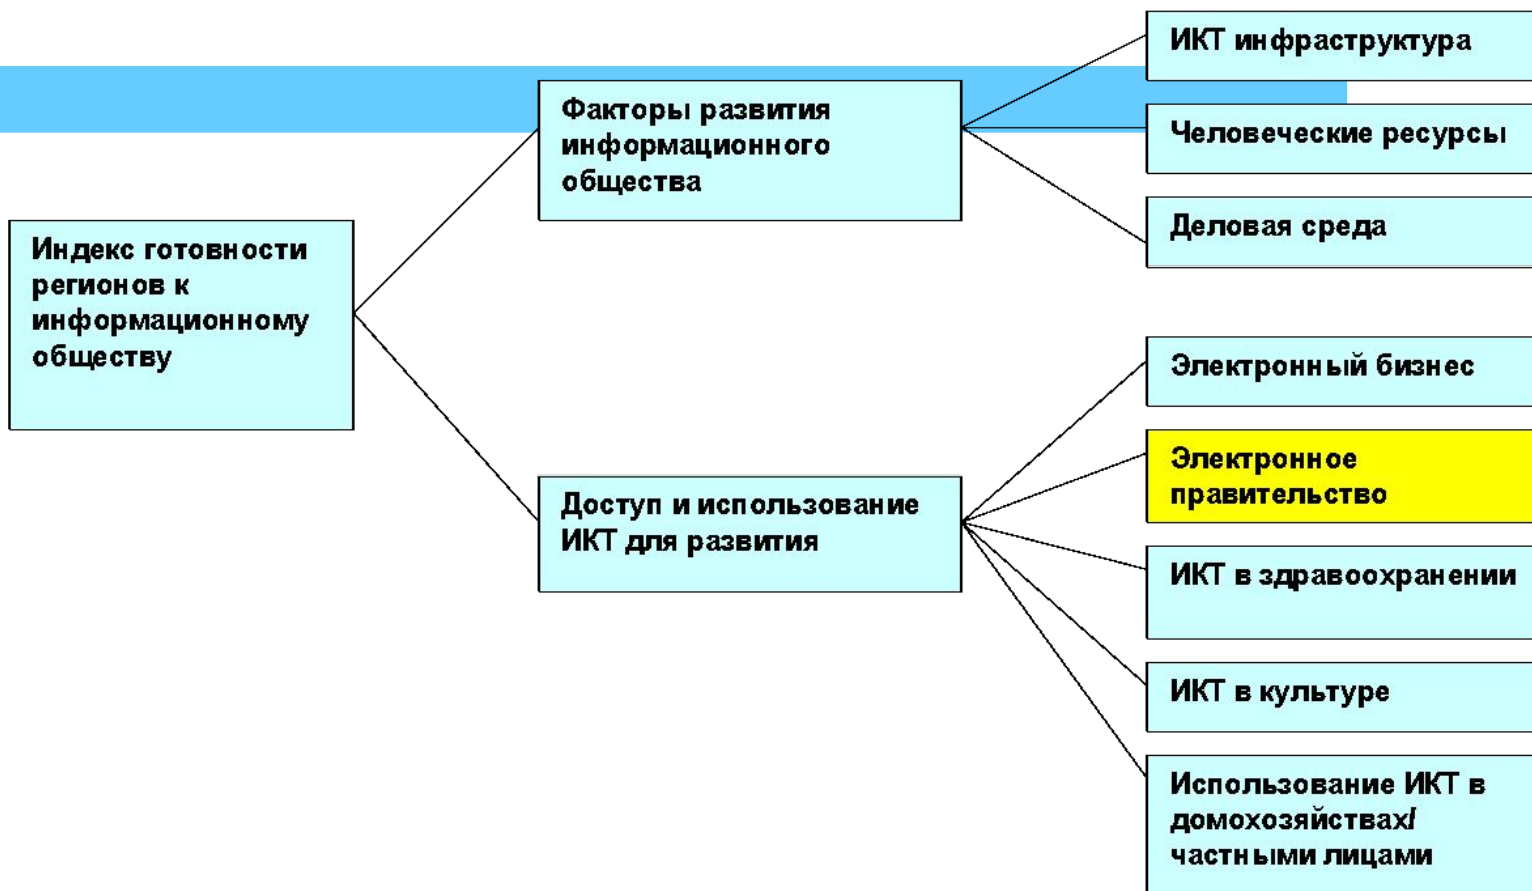 Индекс готовности
регионов к
информационному
обществу
Факторы развития
информационного
общества
ИКТ инфраструктура
Человеческие ресурсы
Деловая среда
Доступ и использование
ИКТ для развития
Электронный бизнес
Электронное
правительство
ИКТ в здравоохранении
ИКТ в культуре
Использование ИКТ в
домохозяйствах/
частными лицами